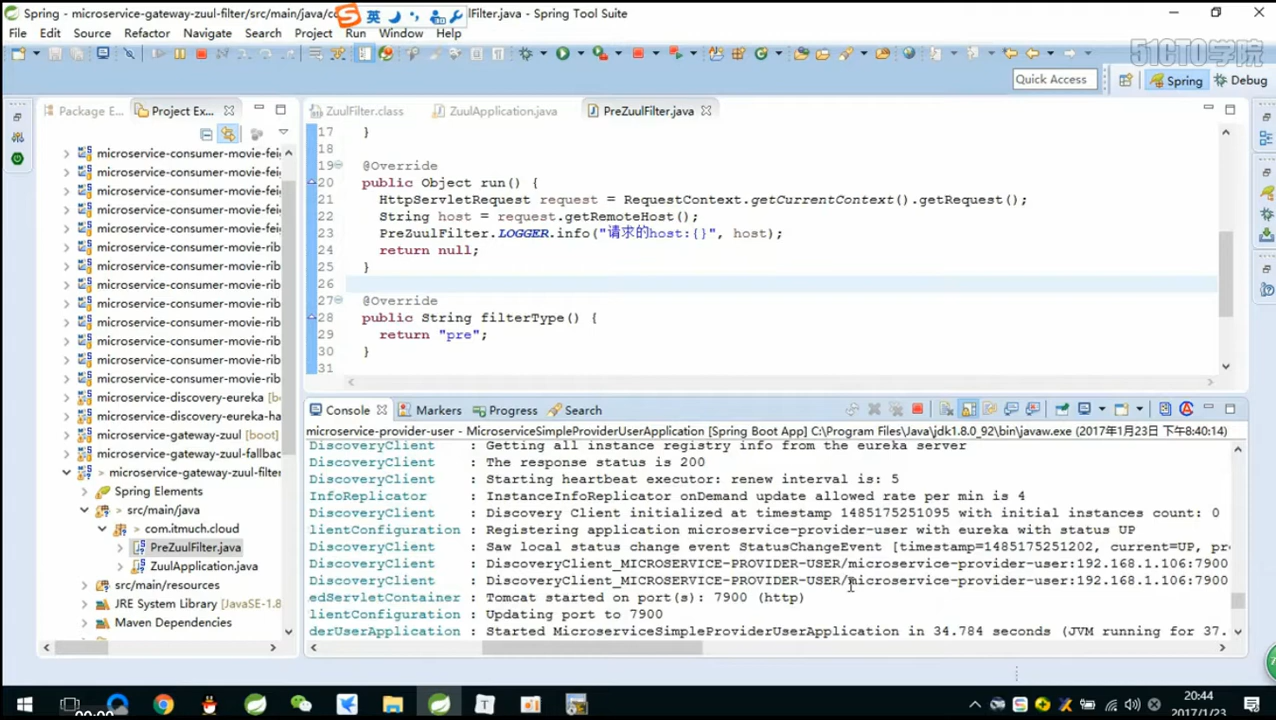 Spring - microservice-gateway-zuul-filter/src/main/java/co
英
lFilter.java - Spring Tool Suite
File Edit Source Refactor Navigate Search Project Run Window Help
51CTO学院
Quick Access
Spring
Debug
Package E...
Project Ex...
ZuulFilter.class
ZuulApplication.java
PreZuulFilter.java
microservice-consumer-movie-fei
microservice-consumer-movie-fei
microservice-consumer-movie-fei
microservice-consumer-movie-fei
microservice-consumer-movie-fei
microservice-consumer-movie-rib
microservice-consumer-movie-rib
microservice-consumer-movie-rib
microservice-consumer-movie-rib
microservice-consumer-movie-rib
microservice-consumer-movie-rib
microservice-consumer-movie-rib
microservice-consumer-movie-rib
microservice-discovery-eureka [b
microservice-discovery-eureka-ha
microservice-gateway-zuul [boot]
microservice-gateway-zuul-fallbac
> microservice-gateway-zuul-filter
Spring Elements
> src/main/java
> com.itmuch.cloud
PreZuulFilter.java
ZuulApplication.java
src/main/resources
JRE System Library [JavaSE-1.8
Maven Dependencies
17 }
18
19 @Override
20 public Object run() {
21 HttpServletRequest request = RequestContext.getCurrentContext().getRequest();
22 String host = request.getRemoteHost();
23 PreZuulFilter.LOGGER.info("请求的host:{}", host);
24 return null;
25 }
26
27 @Override
28 public String filterType() {
29 return "pre";
30 }
31
Console
Markers
Progress
Search
microservice-provider-user - MicroserviceSimpleProviderUserApplication [Spring Boot App] C:\Program Files\Java\jdk1.8.0_92\bin\javaw.exe (2017年1月23日 下午8:40:14)
DiscoveryClient : Getting all instance registry info from the eureka server
DiscoveryClient : The response status is 200
DiscoveryClient : Starting heartbeat executor: renew interval is: 5
InfoReplicator : InstanceInfoReplicator onDemand update allowed rate per min is 4
DiscoveryClient : Discovery Client initialized at timestamp 1485175251095 with initial instances count: 0
lientConfiguration : Registering application microservice-provider-user with eureka with status UP
DiscoveryClient : Saw local status change event StatusChangeEvent [timestamp=1485175251202, current=UP, pr
DiscoveryClient : DiscoveryClient_MICROSERVICE-PROVIDER-USER/microservice-provider-user:192.168.1.106:7900
DiscoveryClient : DiscoveryClient_MICROSERVICE-PROVIDER-USER/microservice-provider-user:192.168.1.106:7900
edServletContainer : Tomcat started on port(s): 7900 (http)
lientConfiguration : Updating port to 7900
derUserApplication : Started MicroserviceSimpleProviderUserApplication in 34.784 seconds (JVM running for 37.
20:44
2017/1/23